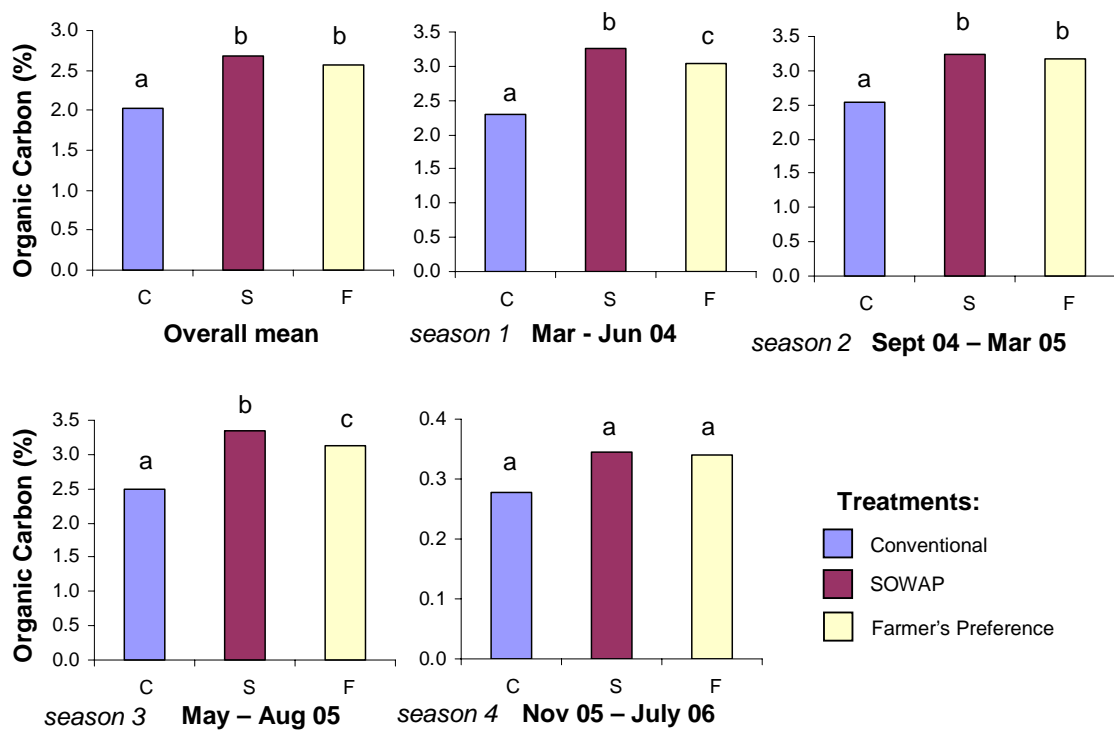 Organic Carbon (%)
3.0
2.5
2.0
1.5
1.0
0.5
0.0
a
b
b
C S F
Overall mean
3.5
3.0
2.5
2.0
1.5
1.0
0.5
0.0
a
b
c
C S F
season 1 Mar - Jun 04
3.5
3.0
2.5
2.0
1.5
1.0
0.5
0.0
a
b
b
C S F
season 2 Sept 04 – Mar 05
Organic Carbon (%)
3.5
3.0
2.5
2.0
1.5
1.0
0.5
0.0
a
b
c
C S F
season 3 May – Aug 05
0.4
0.3
0.2
0.1
0.0
a
a
a
C S F
season 4 Nov 05 – July 06
Treatments:
Conventional
SOWAP
Farmer's Preference